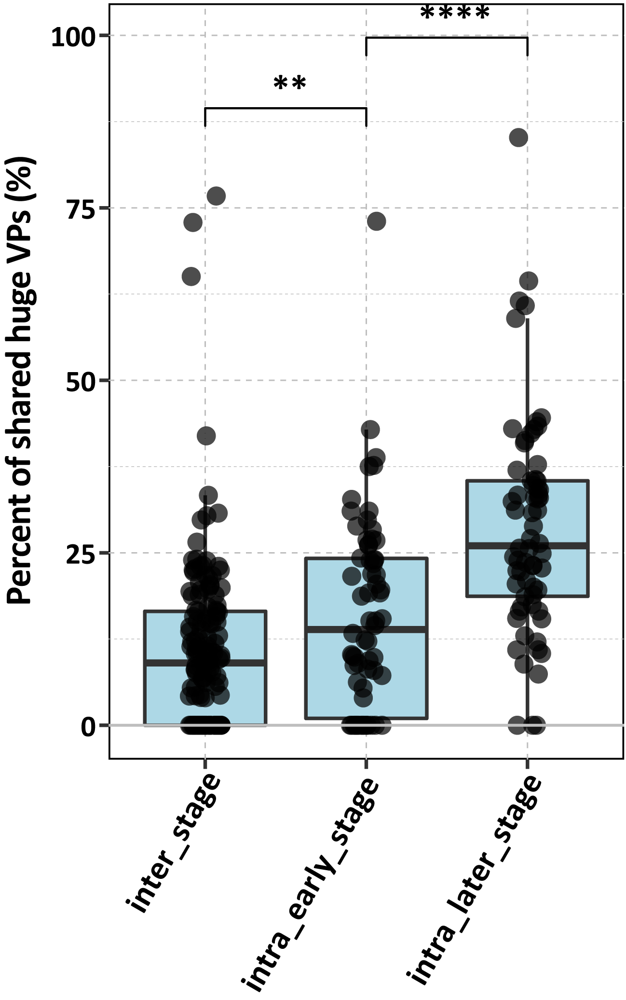 ****
100
**
75
Percent of shared huge VPs (%)
50
25
0
inter_stage
intra_early_stage
intra_later_stage